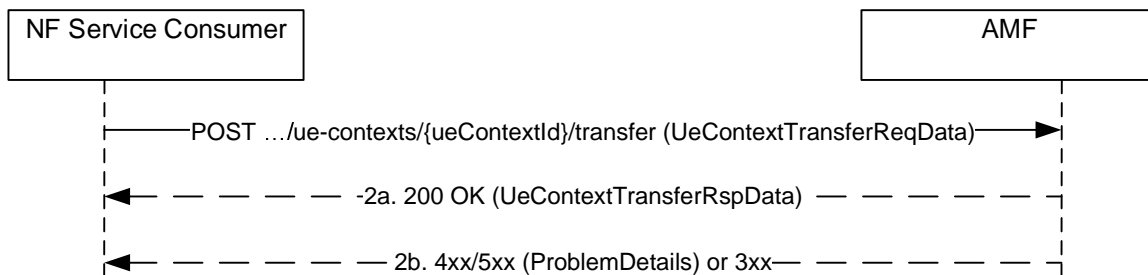 NF Service Consumer
AMF
POST …/ue-contexts/{ueContextId}/transfer (UeContextTransferReqData)
2a. 200 OK (UeContextTransferRspData)
2b. 4xx/5xx (ProblemDetails) or 3xx